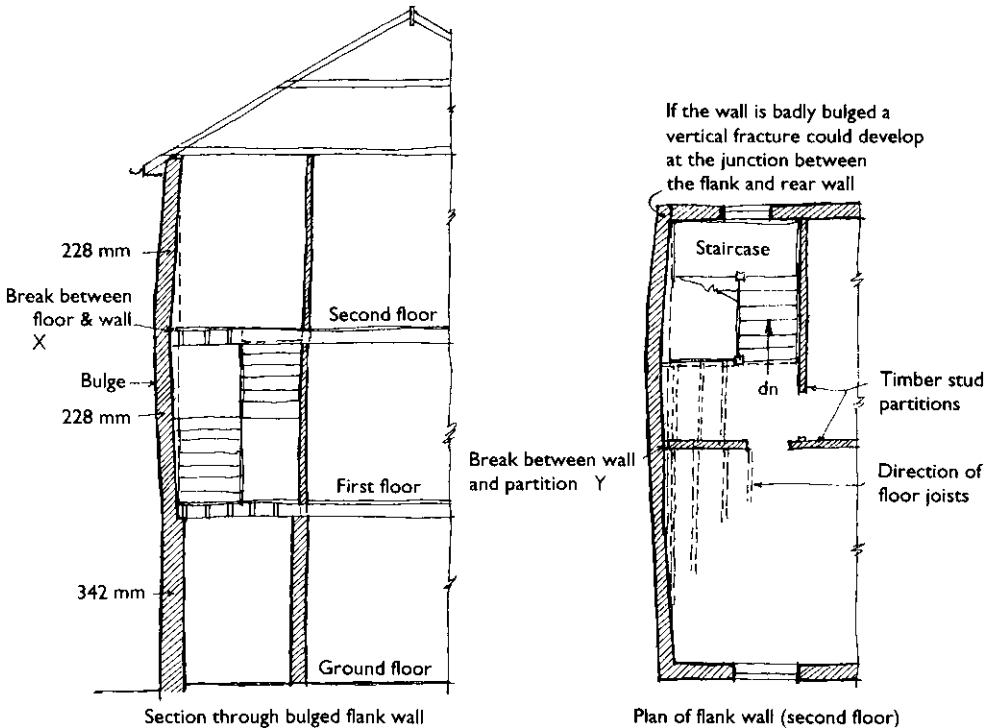 228 mm
Break between
floor & wall
X
Second floor
Bulge
228 mm
First floor
342 mm
Ground floor
Section through bulged flank wall
If the wall is badly bulged a
vertical fracture could develop
at the junction between
the flank and rear wall
Staircase
dn
Timber stud
partitions
Break between wall
and partition Y
Direction of
floor joists
Plan of flank wall (second floor)